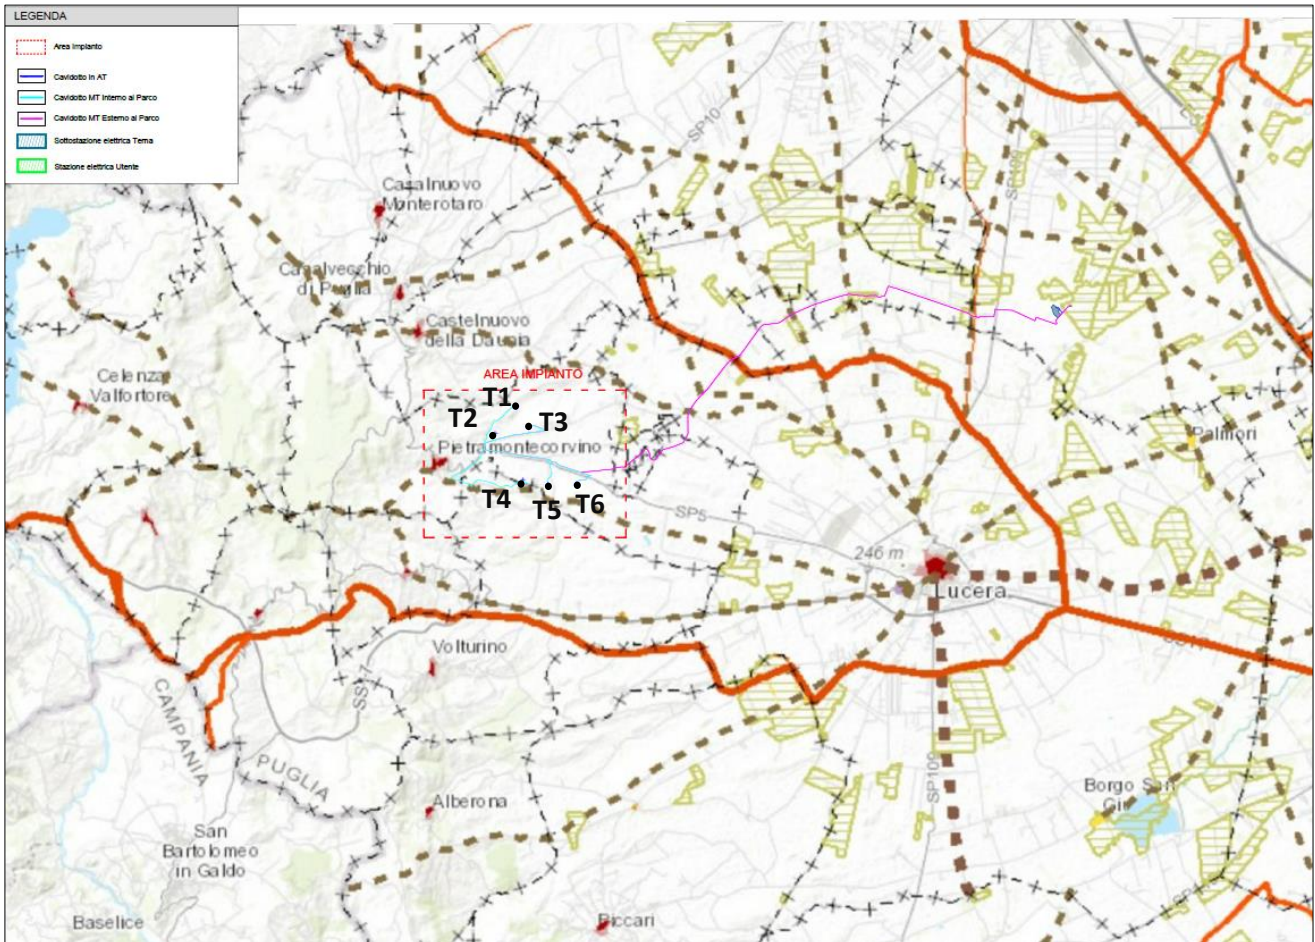 LEGENDA
Area Impianto
Cavidotto in AT
Cavidotto MT Interno al Parco
Cavidotto MT Esterno al Parco
Sottostazione elettrica Terna
Stazione elettrica Utente
SP10
Casalnuovo
Monterotaro
Casalvecchio
di Puglia
Castelnuovo
della Daunia
Celenza
Valfortore
AREA IMPIANTO
T1
T2
T3
Pietramontecorvino
Palmori
T4
T5
T6
SP5
246 m
Lucera
Volturino
CAMPANIA
PUGLIA
SP109
Alberona
Borgo San
San
Bartolomeo
in Galdo
Baselice
Biccari